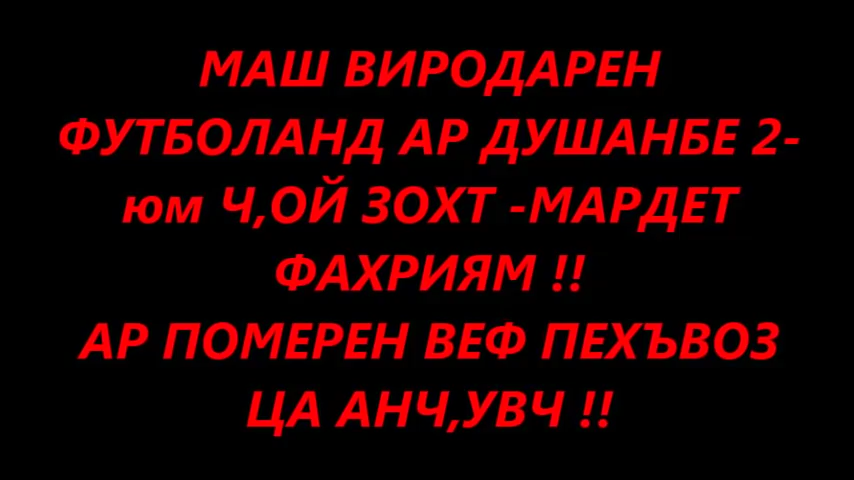 МАШ ВИРОДАРЕН
ФУТБОЛАНД АР ДУШАНБЕ 2-
юм Ч,ОЙ ЗОХТ -МАРДЕТ
ФАХРИЯМ !!
АР ПОМЕРЕН ВЕФ ПЕХЪВОЗ
ЦА АНЧ,УВЧ !!